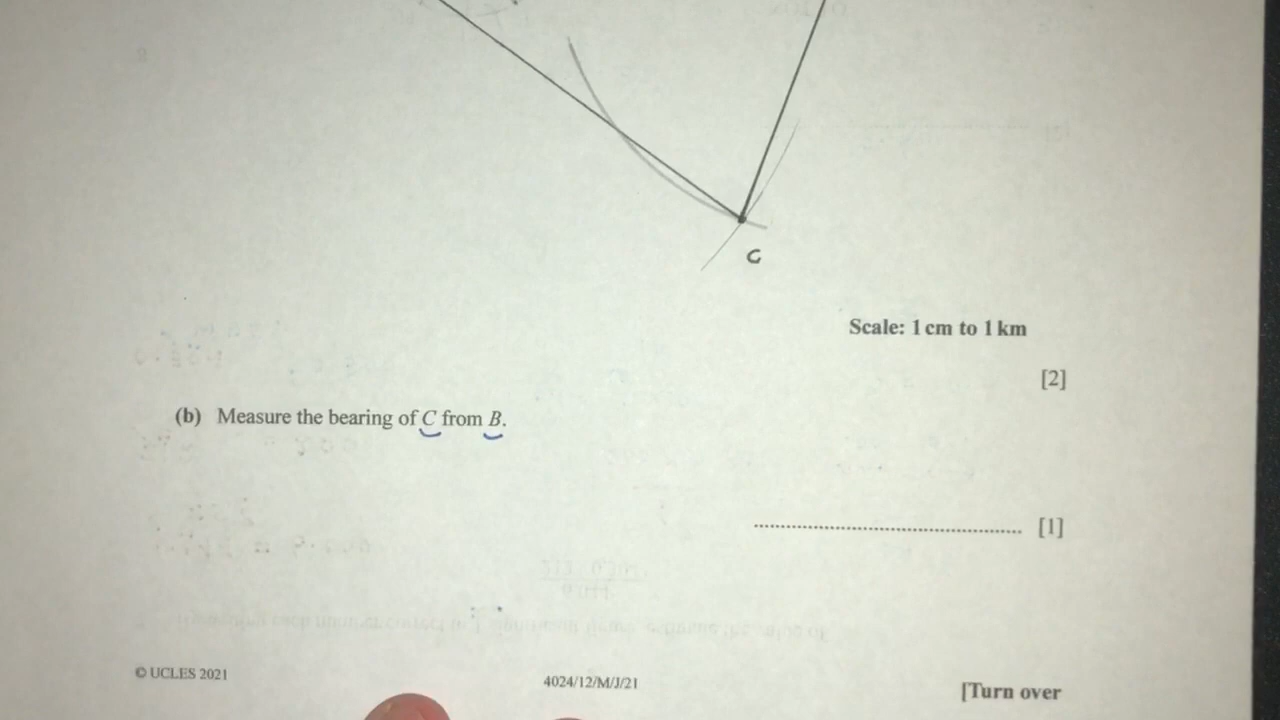 C
Scale: 1 cm to 1 km
[2]
(b) Measure the bearing of C from B.
[1]
© UCLES 2021
4024/12/M/J/21
[Turn over